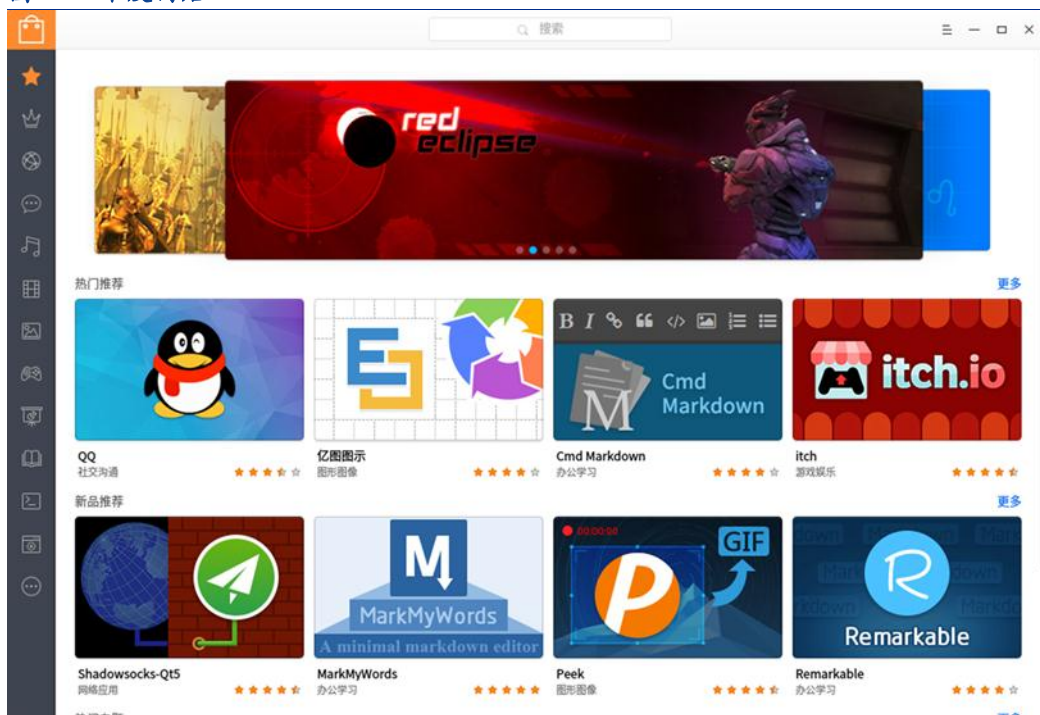 搜索
red
eclipse
热门推荐
更多
B I
Cmd
Markdown
itch.io
QQ
亿图图示
Cmd Markdown
itch
社交沟通
图形图像
办公学习
游戏娱乐
新品推荐
更多
00:00:00
GIF
M
MarkMyWords
A minimal markdown editor
Remarkable
Shadowsocks-Qt5
MarkMyWords
Peek
Remarkable
网络应用
办公学习
图形图像
办公学习